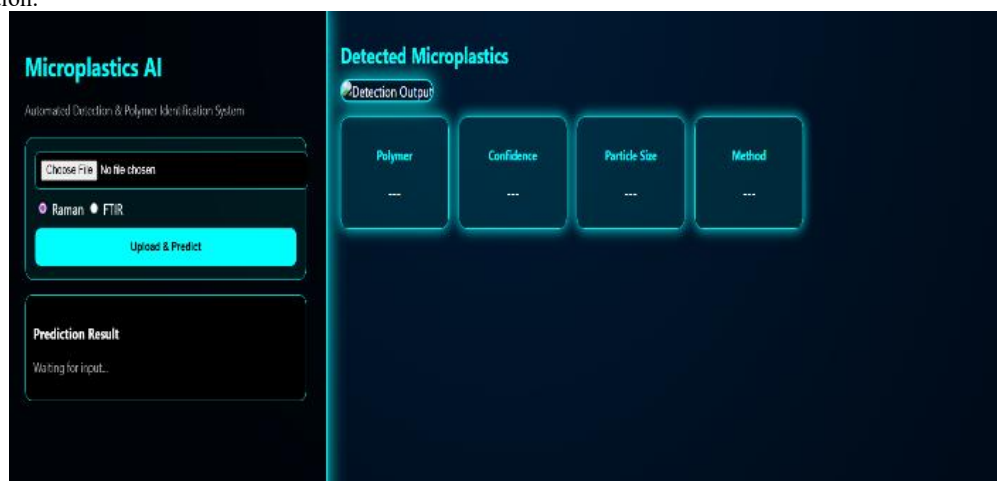 tion.
Microplastics AI
Automated Detection & Polymer Identification System
Choose File No file chosen
Raman FTIR
Upload & Predict
Prediction Result
Waiting for input...
Detected Microplastics
Detection Output
Polymer Confidence Particle Size Method
--- --- --- ---